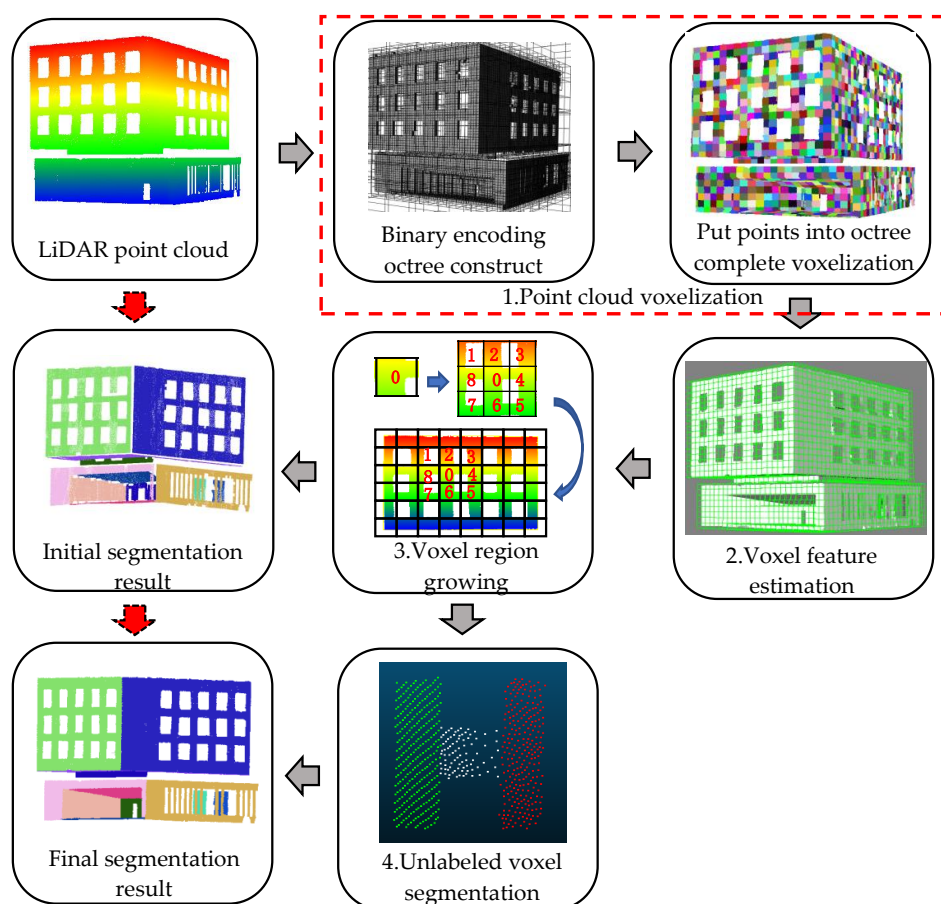 LiDAR point cloud
Binary encoding
octree construct
Put points into octree
complete voxelization
1.Point cloud voxelization
Initial segmentation
result
0
1 2 3
8 0 4
7 6 5
1 2 3
8 0 4
7 6 5
3.Voxel region
growing
2.Voxel feature
estimation
Final segmentation
result
4.Unlabeled voxel
segmentation